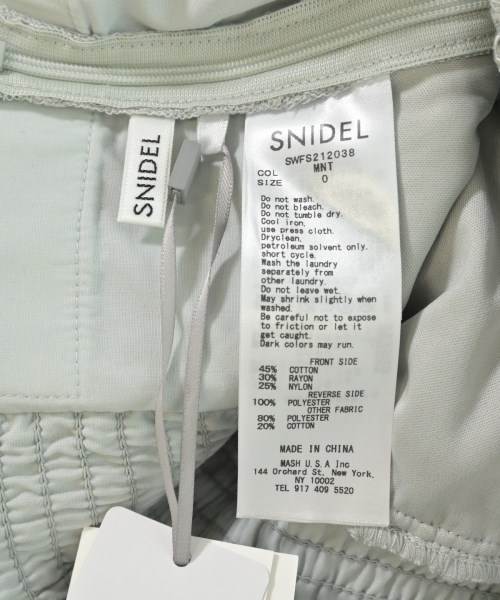 SNIDEL
SNIDEL
SWFS212038
COL MNT
SIZE 0
Do not wash.
Do not bleach.
Do not tumble dry.
Cool iron.
use press cloth.
Dryclean,
petroleum solvent only.
short cycle.
Wash the laundry
separately from
other laundry.
Do not leave wet.
May shrink slightly when
washed.
Be careful not to expose
to friction or let it
get caught.
Dark colors may run.
FRONT SIDE
45% COTTON
30% RAYON
25% NYLON
REVERSE SIDE
100% POLYESTER
OTHER FABRIC
80% POLYESTER
20% COTTON
MADE IN CHINA
MASH U.S.A Inc
144 Orchard St. New York.
NY 10002
TEL 917 409 5520